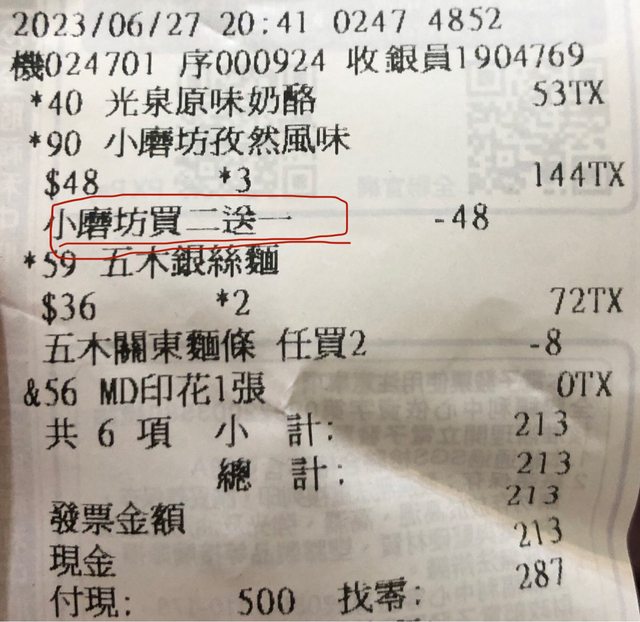 2023/06/27 20:41 0247 4852
機024701 序000924 收銀員1904769
*40 光泉原味奶酪 53TX
*90 小磨坊孜然風味
$48 *3 144TX
小磨坊買二送一 -48
*59 五木銀絲麵
$36 *2 72TX
五木關東麵條 任買2 -8
&56 MD印花1張 0TX
共 6 項 小 計: 213
總 計: 213
發票金額 213
現金 213
付現: 500 找零: 287